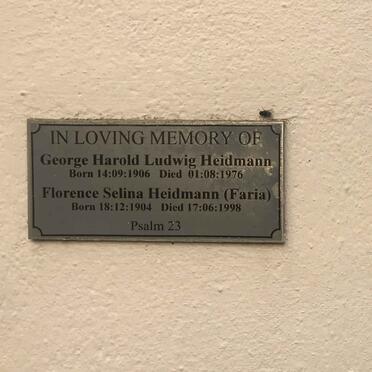 IN LOVING MEMORY OF
George Harold Ludwig Heidmann
Born 14:09:1906 Died 01:08:1976
Florence Selina Heidmann (Faria)
Born 18:12:1904 Died 17:06:1998
Psalm 23